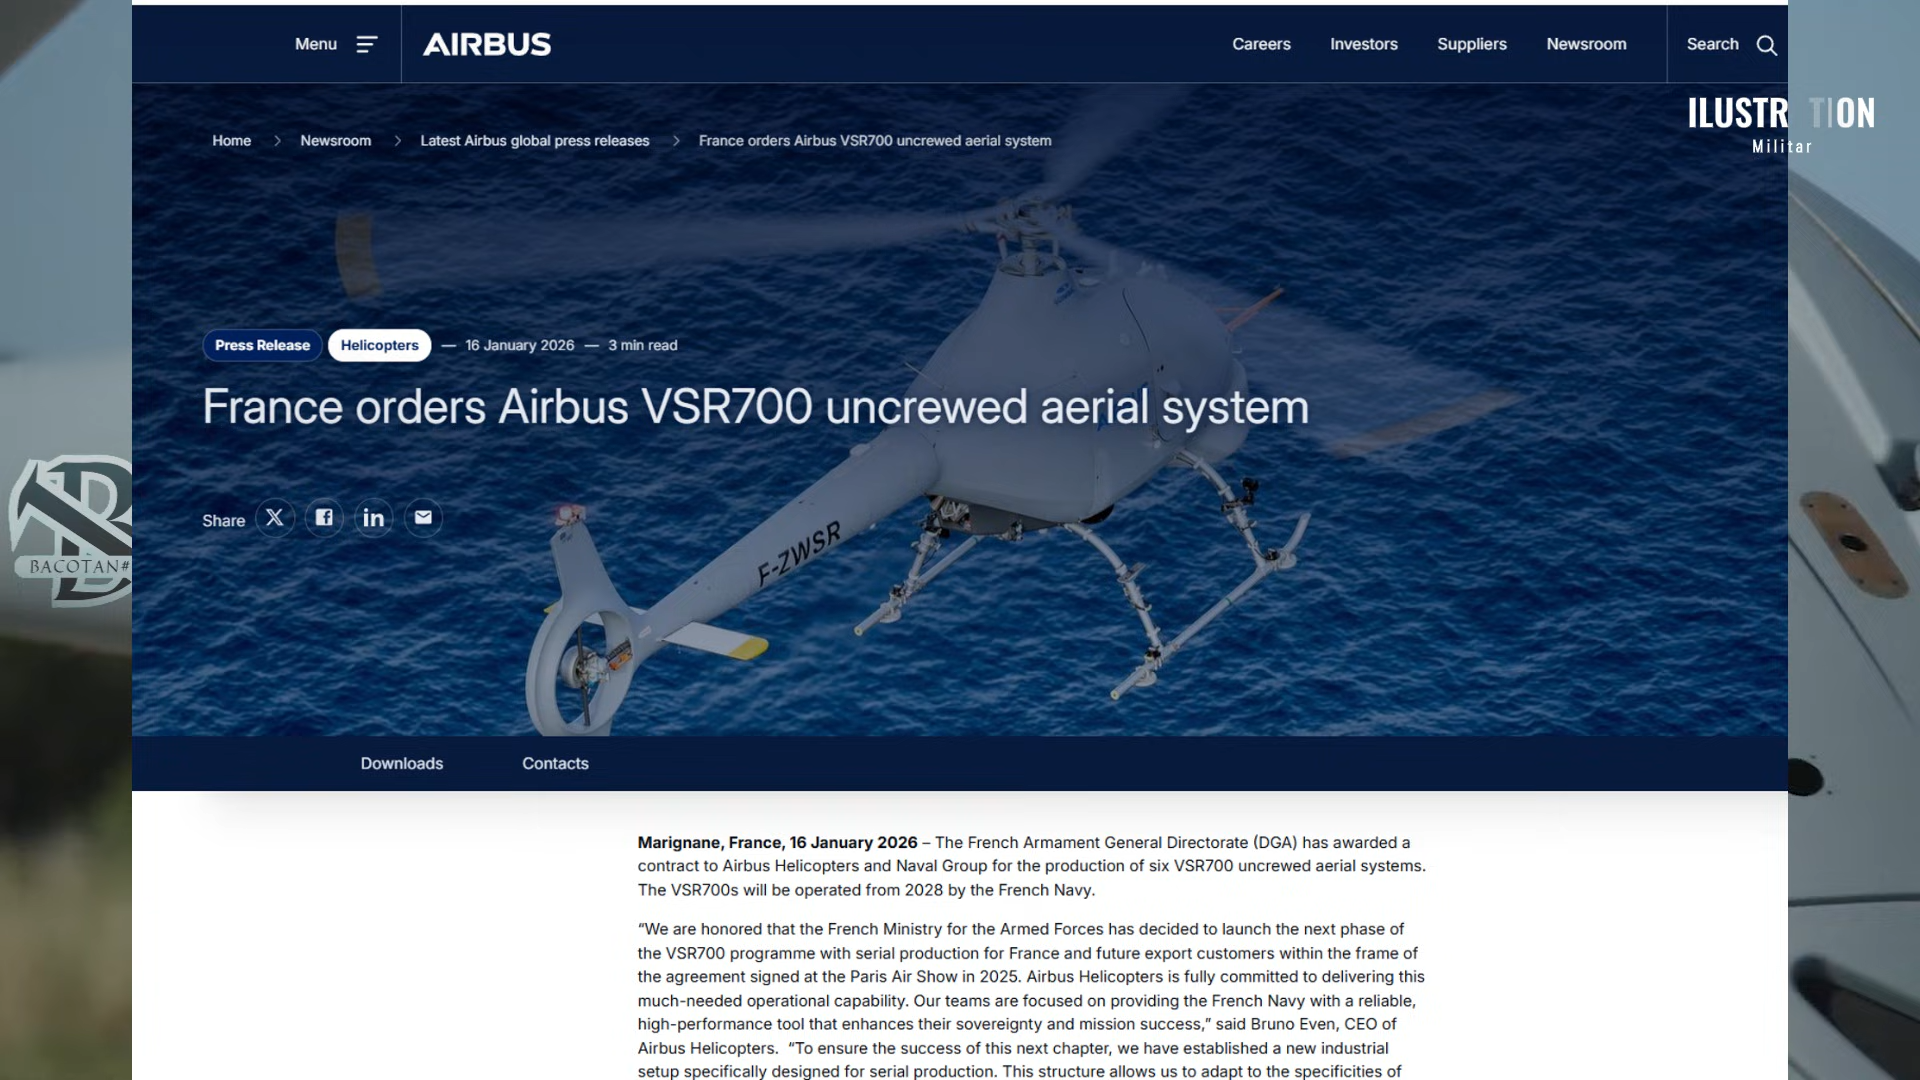 Menu
AIRBUS
Careers
Investors
Suppliers
Newsroom
Search
ILUSTR TION
Militar
Home > Newsroom > Latest Airbus global press releases > France orders Airbus VSR700 uncrewed aerial system
Press Release Helicopters — 16 January 2026 — 3 min read
France orders Airbus VSR700 uncrewed aerial system
Share
F-ZWSR
BACOTAN#
Downloads
Contacts
Marignane, France, 16 January 2026 – The French Armament General Directorate (DGA) has awarded a
contract to Airbus Helicopters and Naval Group for the production of six VSR700 uncrewed aerial systems.
The VSR700s will be operated from 2028 by the French Navy.
“We are honored that the French Ministry for the Armed Forces has decided to launch the next phase of
the VSR700 programme with serial production for France and future export customers within the frame of
the agreement signed at the Paris Air Show in 2025. Airbus Helicopters is fully committed to delivering this
much-needed operational capability. Our teams are focused on providing the French Navy with a reliable,
high-performance tool that enhances their sovereignty and mission success,” said Bruno Even, CEO of
Airbus Helicopters. “To ensure the success of this next chapter, we have established a new industrial
setup specifically designed for serial production. This structure allows us to adapt to the specificities of